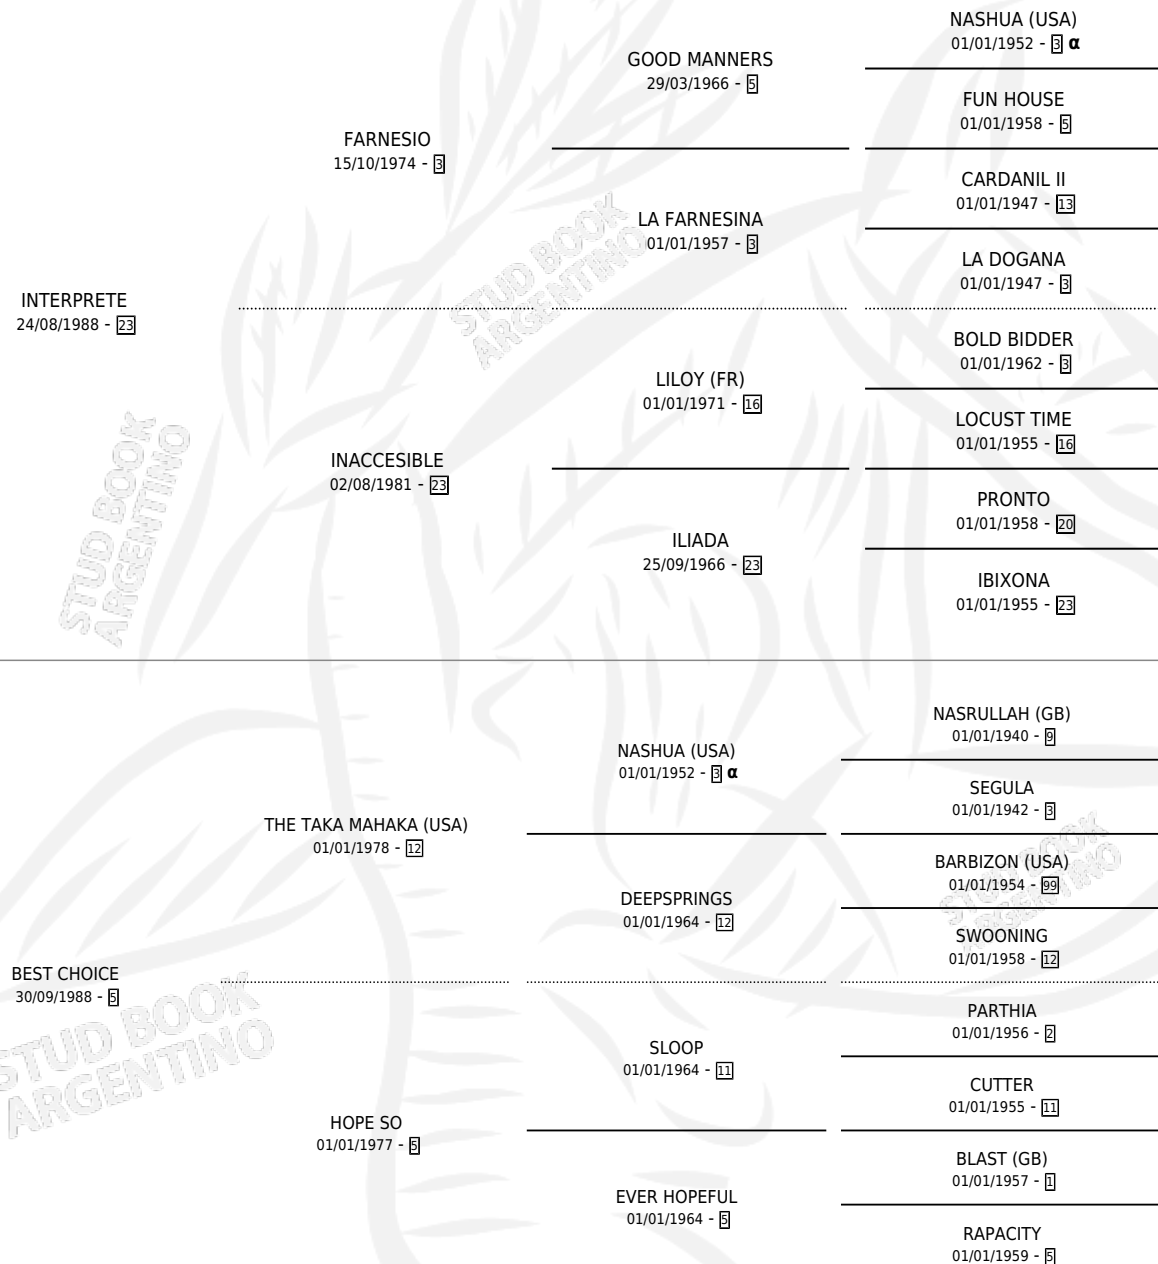 NASHUA (USA)
01/01/1952 - 3 α
GOOD MANNERS
29/03/1966 - 5
FUN HOUSE
01/01/1958 - 5
FARNESIO
15/10/1974 - 3
CARDANIL II
01/01/1947 - 13
LA FARNESINA
01/01/1957 - 3
LA DOGANA
01/01/1947 - 3
INTERPRETE
24/08/1988 - 23
BOLD BIDDER
01/01/1962 - 3
LILOY (FR)
01/01/1971 - 16
LOCUST TIME
01/01/1955 - 16
INACCESIBLE
02/08/1981 - 23
PRONTO
01/01/1958 - 20
ILIADA
25/09/1966 - 23
IBIXONA
01/01/1955 - 23
NASRULLAH (GB)
01/01/1940 - 9
NASHUA (USA)
01/01/1952 - 3 α
SEGULA
01/01/1942 - 3
THE TAKA MAHAKA (USA)
01/01/1978 - 12
BARBIZON (USA)
01/01/1954 - 99
DEEPSPRINGS
01/01/1964 - 12
SWOONING
01/01/1958 - 12
BEST CHOICE
30/09/1988 - 5
PARTHIA
01/01/1956 - 2
SLOOP
01/01/1964 - 11
CUTTER
01/01/1955 - 11
HOPE SO
01/01/1977 - 5
BLAST (GB)
01/01/1957 - 1
EVER HOPEFUL
01/01/1964 - 5
RAPACITY
01/01/1959 - 5
STUD BOOK
ARGENTINO
STUD BOOK
ARGENTINO
STUD BOOK
ARGENTINO
STUD BOOK
ARGENTINO